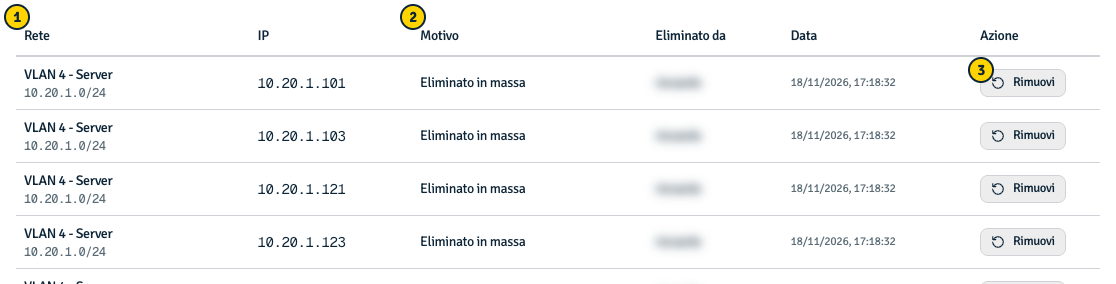 1 2
Rete IP Motivo Eliminato da Data Azione
3
VLAN 4 - Server
10.20.1.0/24 10.20.1.101 Eliminato in massa 18/11/2026, 17:18:32 Rimuovi
VLAN 4 - Server
10.20.1.0/24 10.20.1.103 Eliminato in massa 18/11/2026, 17:18:32 Rimuovi
VLAN 4 - Server
10.20.1.0/24 10.20.1.121 Eliminato in massa 18/11/2026, 17:18:32 Rimuovi
VLAN 4 - Server
10.20.1.0/24 10.20.1.123 Eliminato in massa 18/11/2026, 17:18:32 Rimuovi